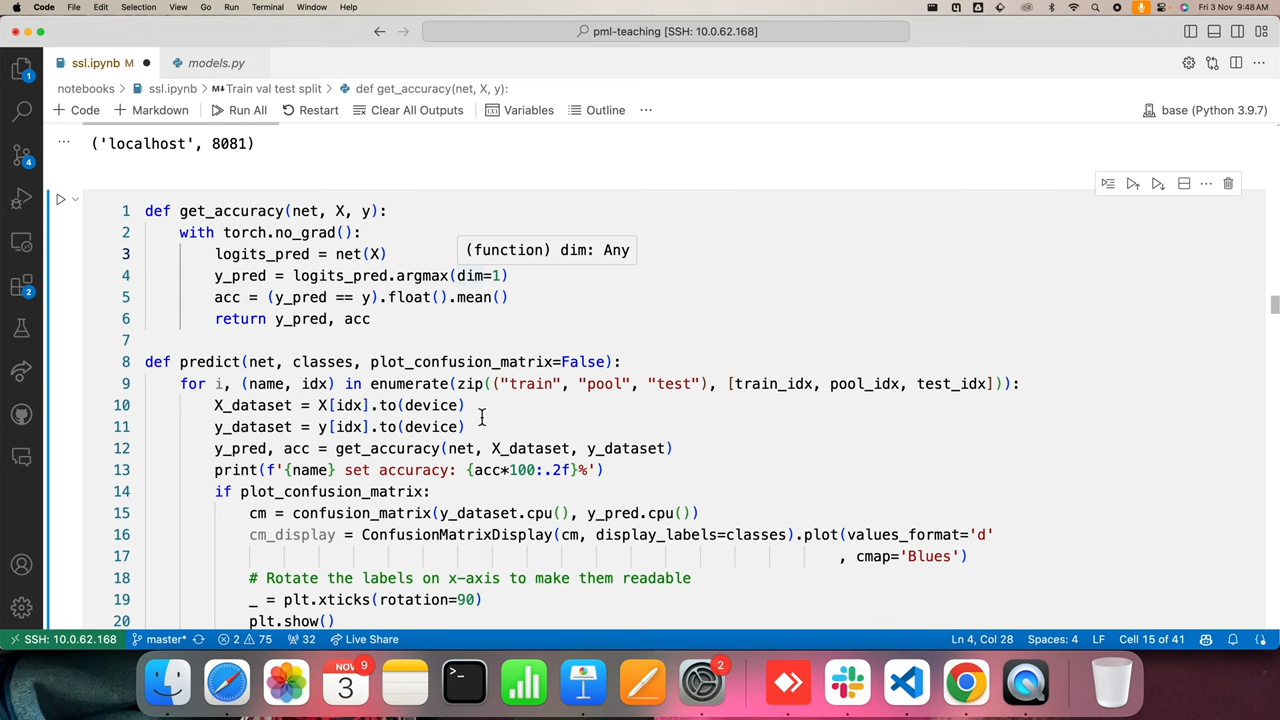 Code File Edit Selection View Go Run Terminal Window Help Fri 3 Nov 9:48 AM
pml-teaching [SSH: 10.0.62.168]
ssl.ipynb M models.py
notebooks > ssl.ipynb > Train val test split > def get_accuracy(net, X, y):
+ Code + Markdown Run All Restart Clear All Outputs Variables Outline ... base (Python 3.9.7)
... ('localhost', 8081)
1 def get_accuracy(net, X, y):
2 with torch.no_grad():
3 logits_pred = net(X)
(function) dim: Any
4 y_pred = logits_pred.argmax(dim=1)
5 acc = (y_pred == y).float().mean()
6 return y_pred, acc
7
8 def predict(net, classes, plot_confusion_matrix=False):
9 for i, (name, idx) in enumerate(zip(("train", "pool", "test"), [train_idx, pool_idx, test_idx])):
10 X_dataset = X[idx].to(device)
11 y_dataset = y[idx].to(device)
12 y_pred, acc = get_accuracy(net, X_dataset, y_dataset)
13 print(f'{name} set accuracy: {acc*100:.2f}%')
14 if plot_confusion_matrix:
15 cm = confusion_matrix(y_dataset.cpu(), y_pred.cpu())
16 cm_display = ConfusionMatrixDisplay(cm, display_labels=classes).plot(values_format='d'
17 , cmap='Blues')
18 # Rotate the labels on x-axis to make them readable
19 _ = plt.xticks(rotation=90)
20 plt.show()
1
4
2
SSH: 10.0.62.168 master* 2 75 32 Live Share Ln 4, Col 28 Spaces: 4 LF Cell 15 of 41
NOV 9 2
3